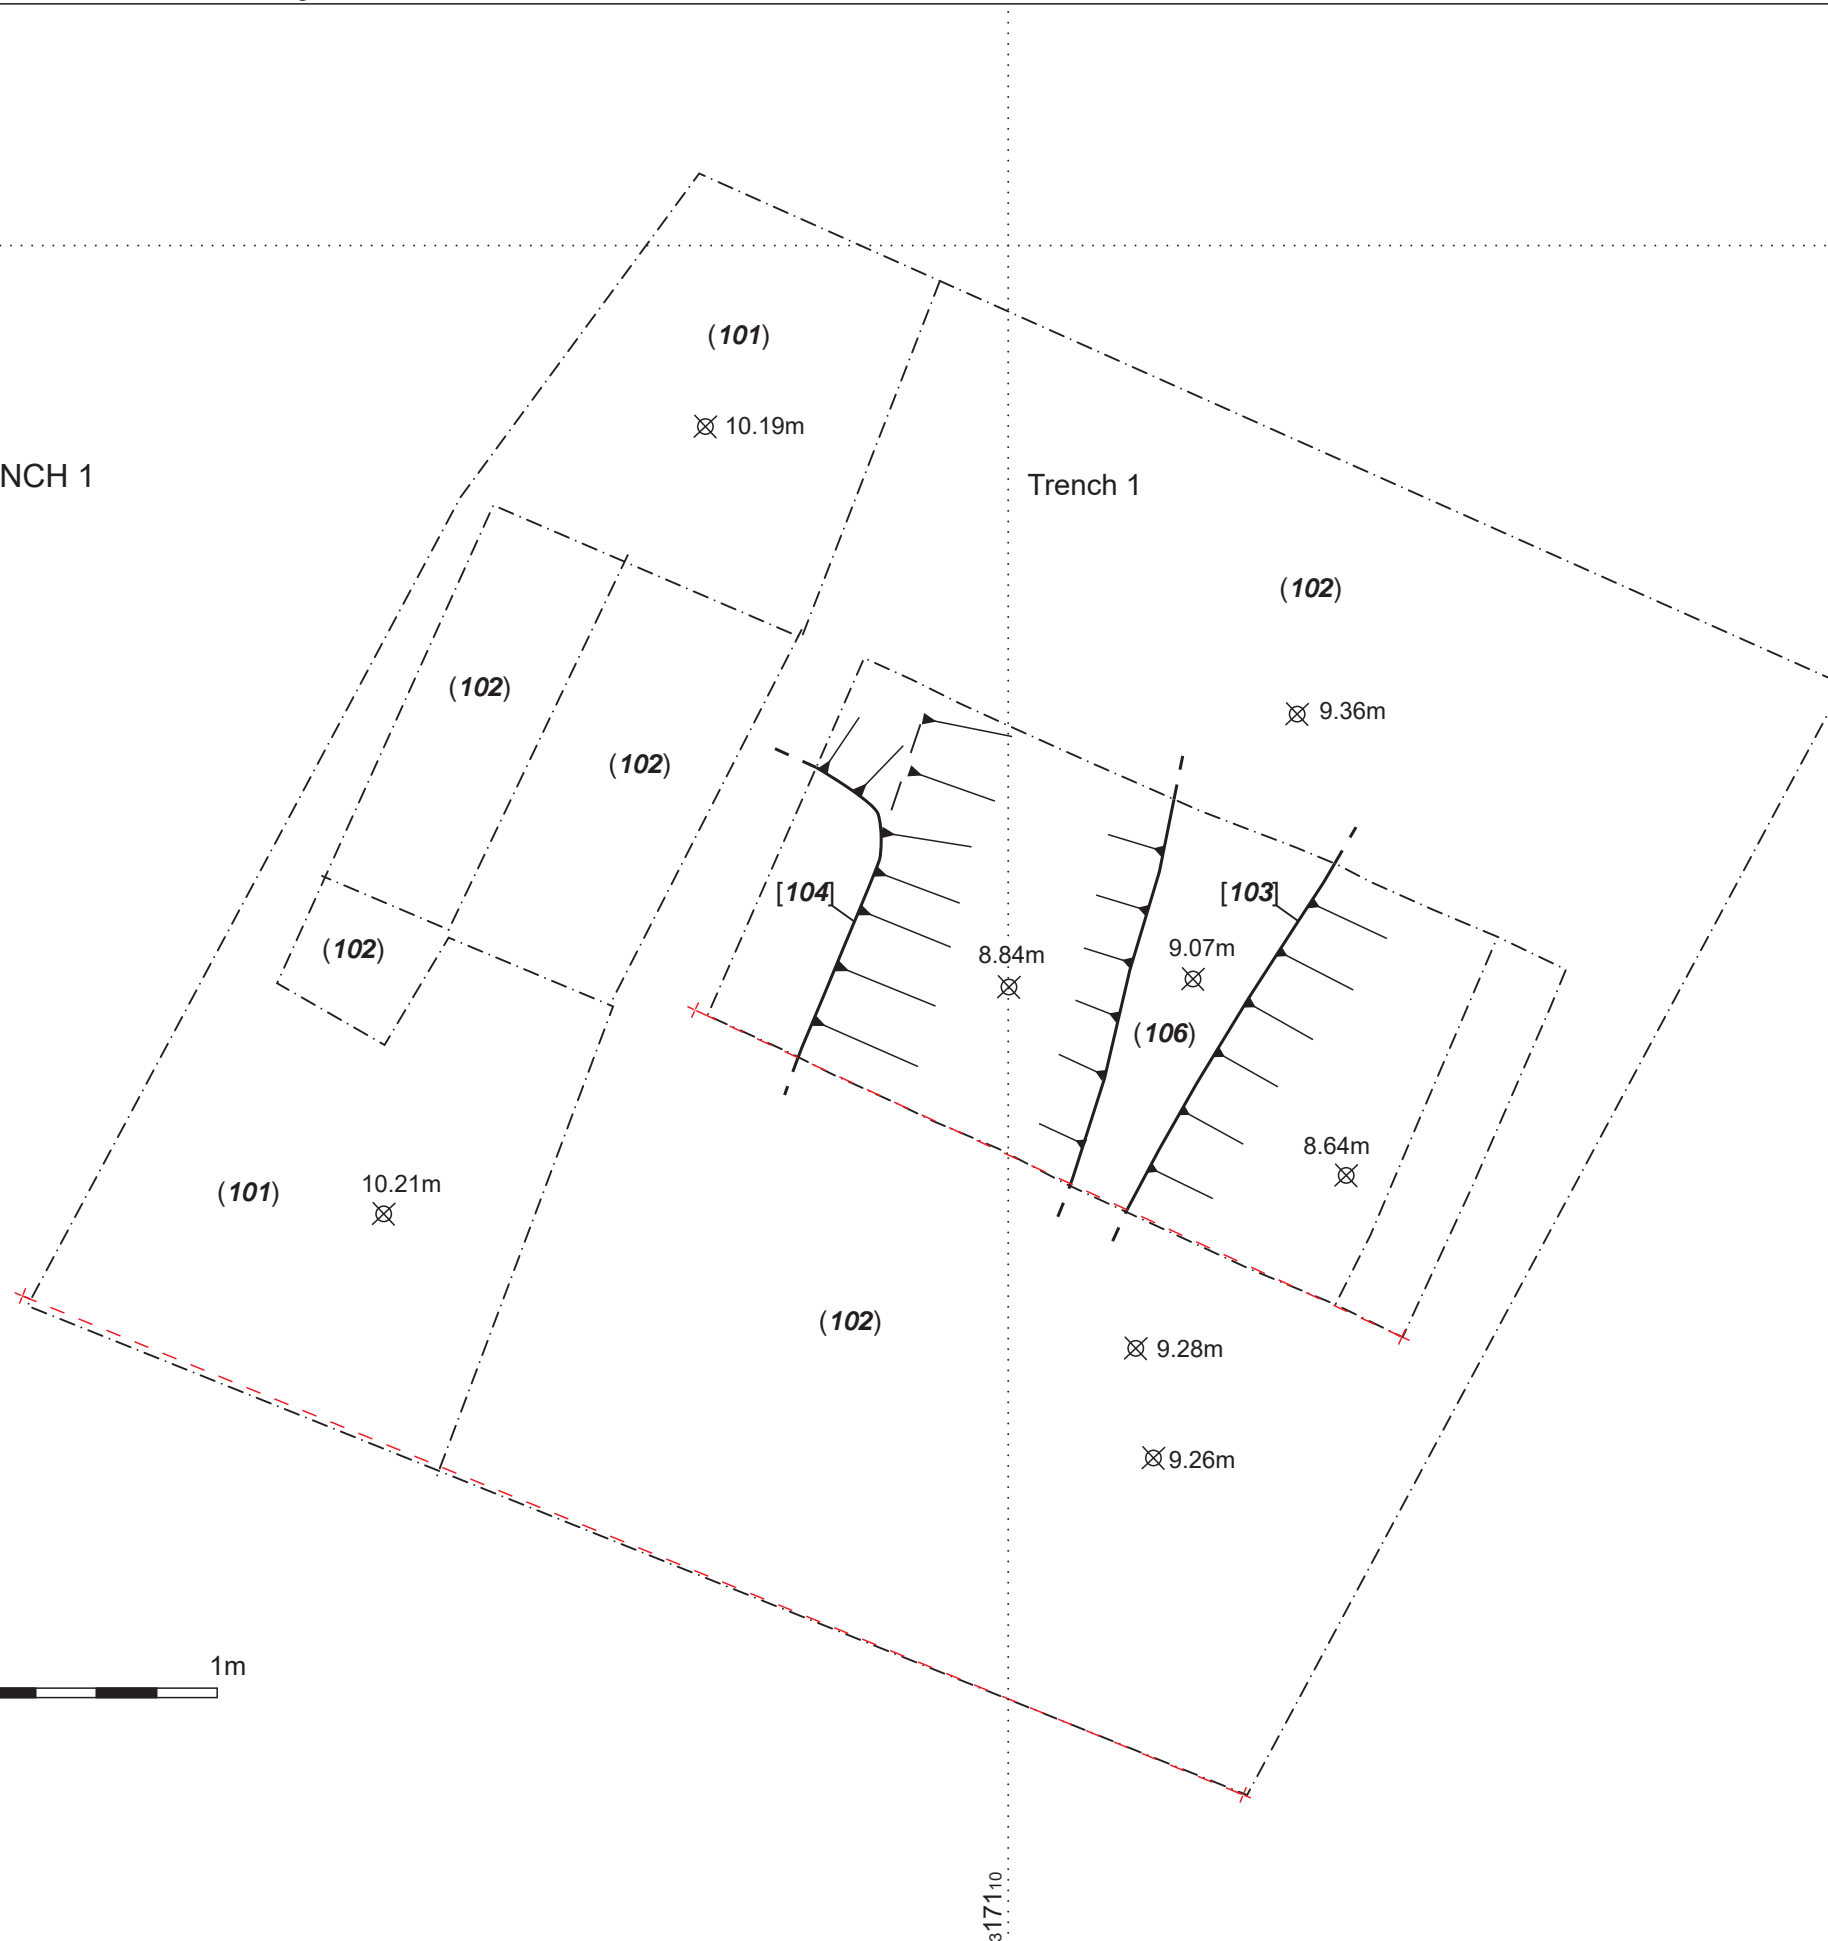 (101)
10.19m
NCH 1
Trench 1
(102)
(102)
9.36m
(102)
[104]
[103]
(102)
8.84m
9.07m
(106)
8.64m
(101)
10.21m
(102)
9.28m
9.26m
1m
317110